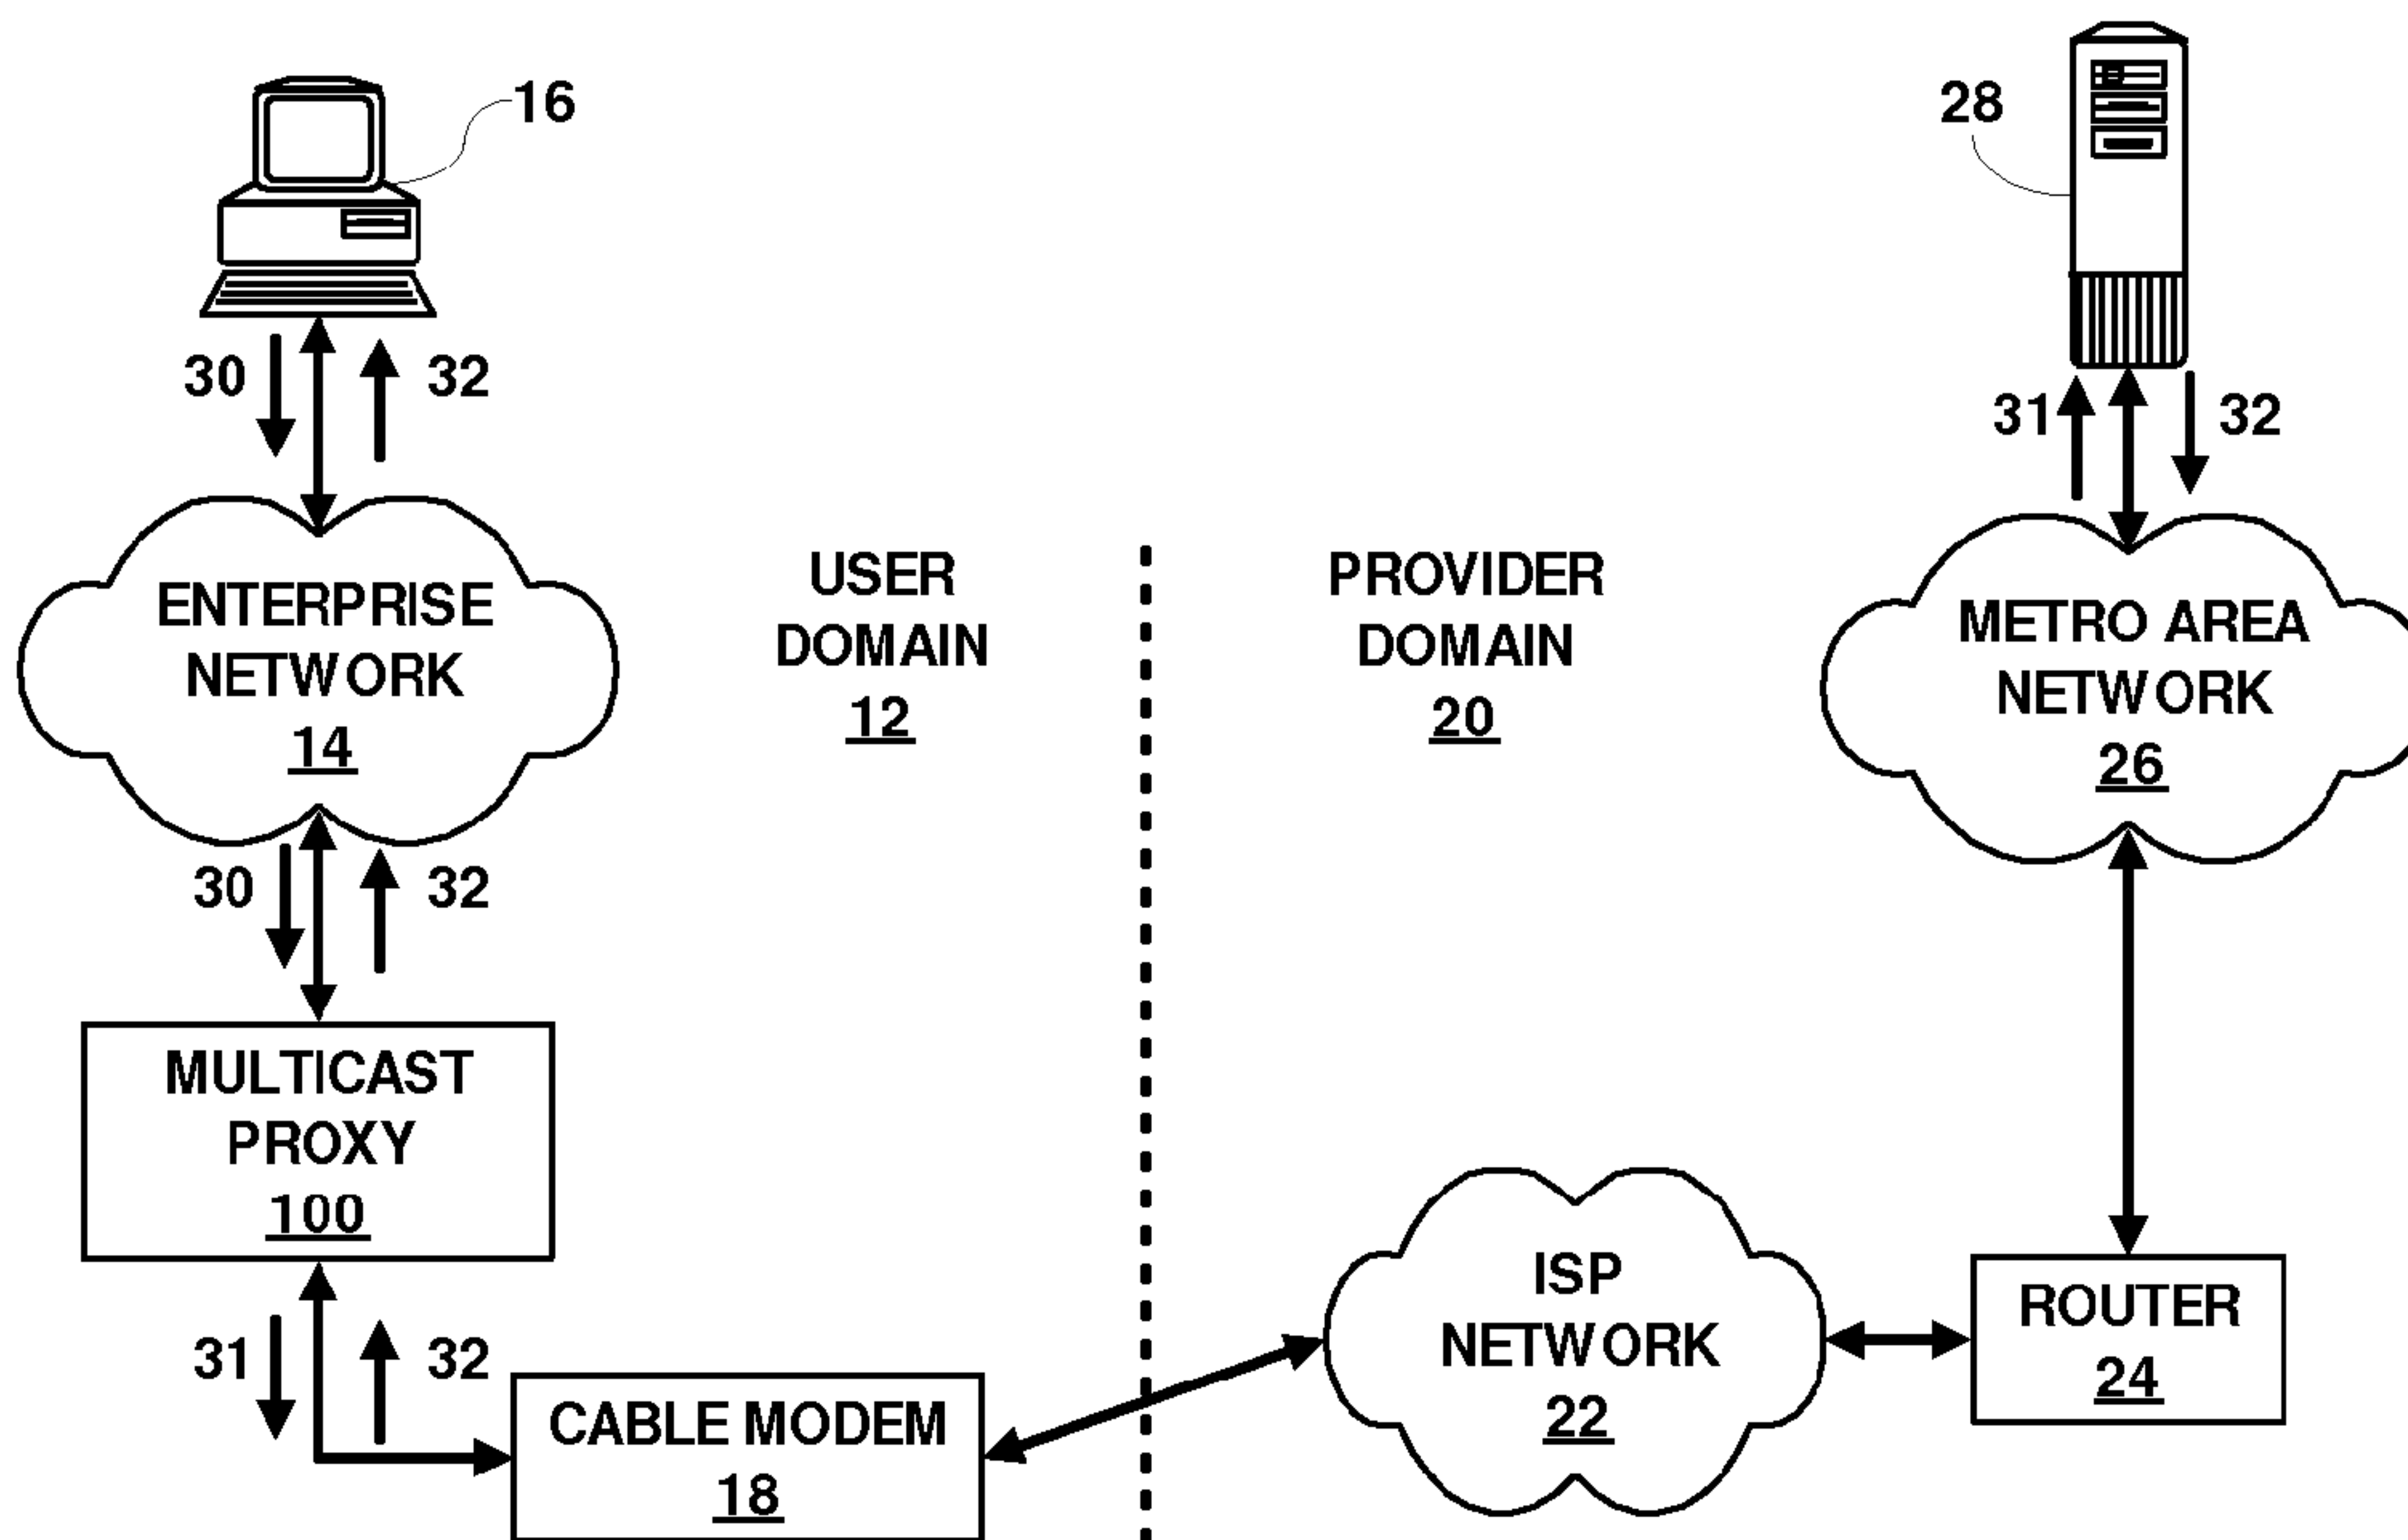 16
28
30
32
31
32
ENTERPRISE
NETWORK
14
USER
DOMAIN
12
PROVIDER
DOMAIN
20
METRO AREA
NETWORK
26
30
32
MULTICAST
PROXY
100
31
32
CABLE MODEM
18
ISP
NETWORK
22
ROUTER
24